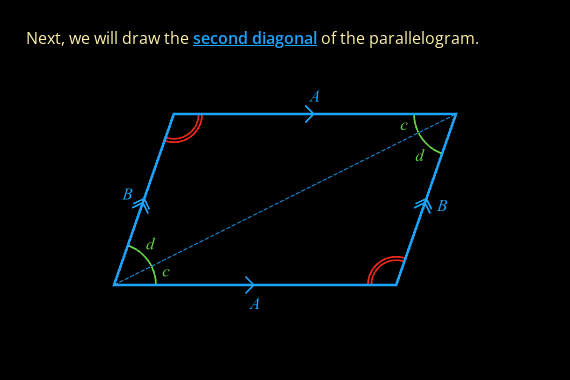 Next, we will draw the second diagonal of the parallelogram.
A
c
d
B
B
d
c
A